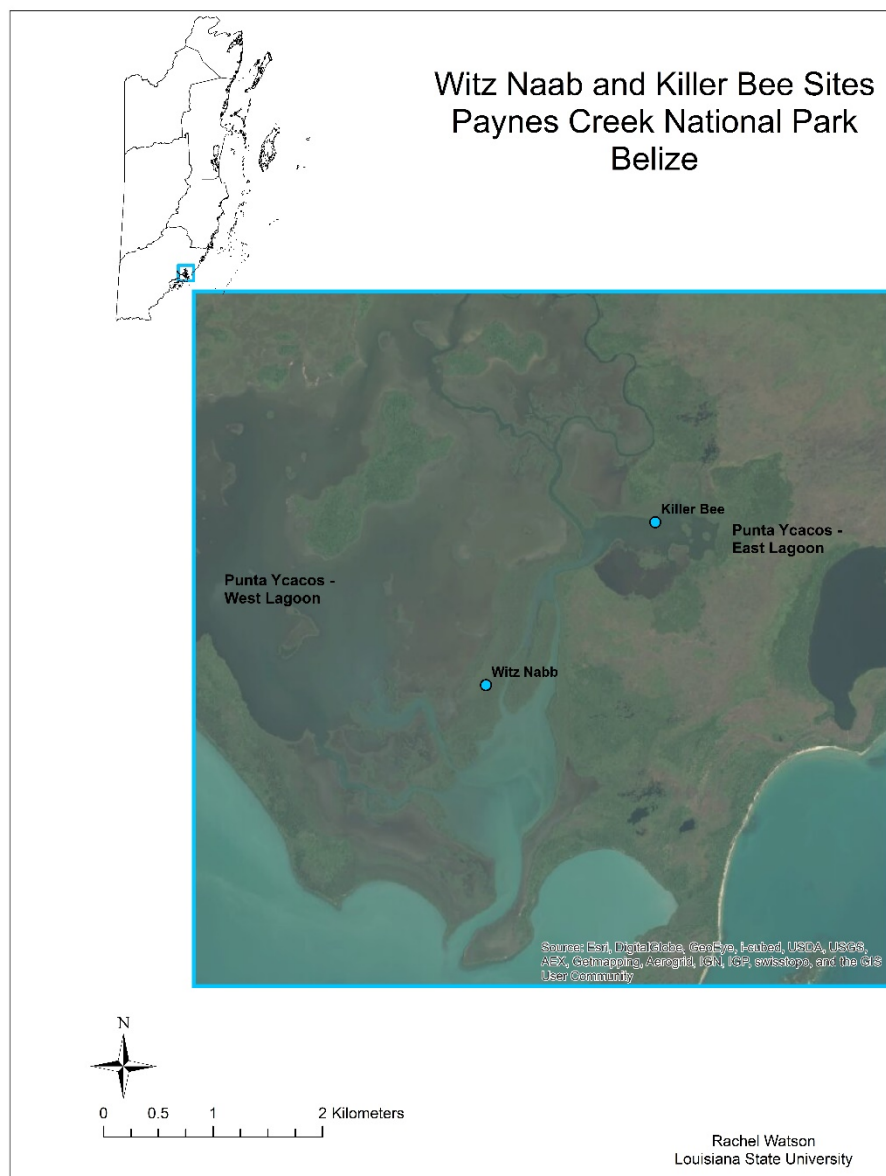 Witz Naab and Killer Bee Sites
Paynes Creek National Park
Belize
Killer Bee
Punta Ycacos -
East Lagoon
Punta Ycacos -
West Lagoon
Witz Nabb
Source: Esri, DigitalGlobe, GeoEye, i-cubed, USDA, USGS,
AEX, Getmapping, Aerogrid, IGN, IGP, swisstopo, and the GIS
User Community
N
0 0.5 1 2 Kilometers
Rachel Watson
Louisiana State University